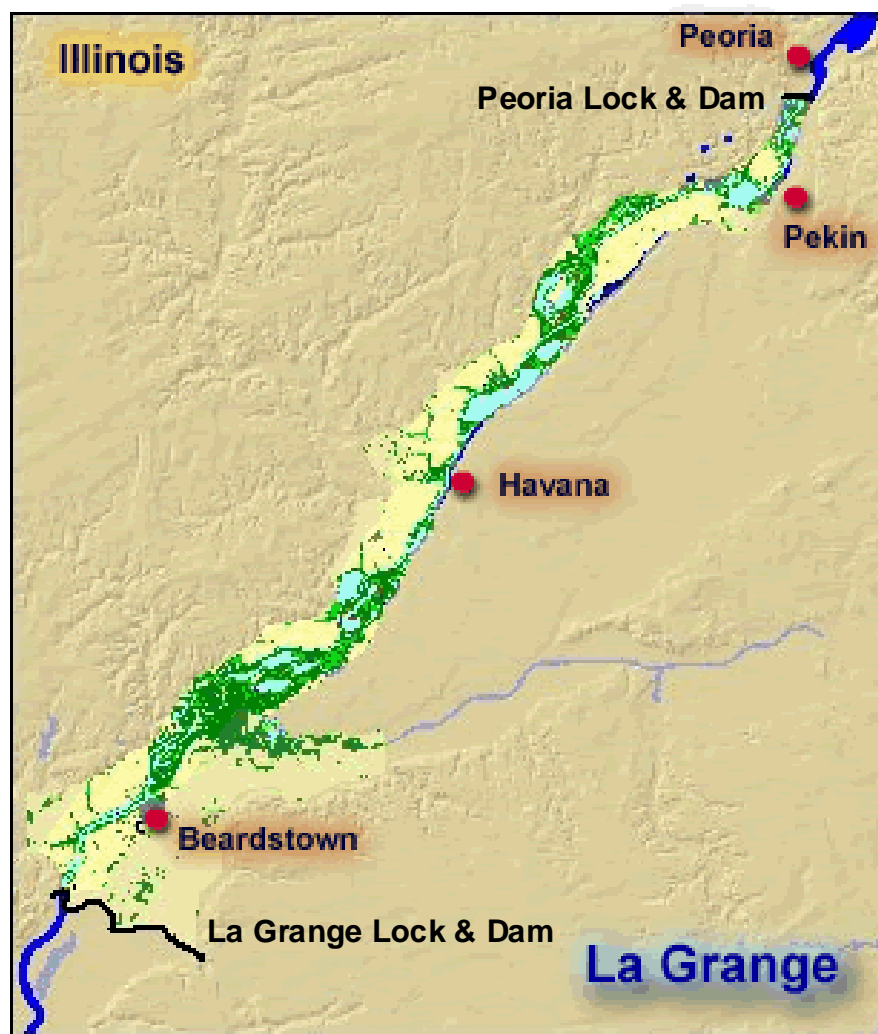 Illinois
Peoria
Peoria Lock & Dam
Pekin
Havana
Beardstown
La Grange Lock & Dam
La Grange